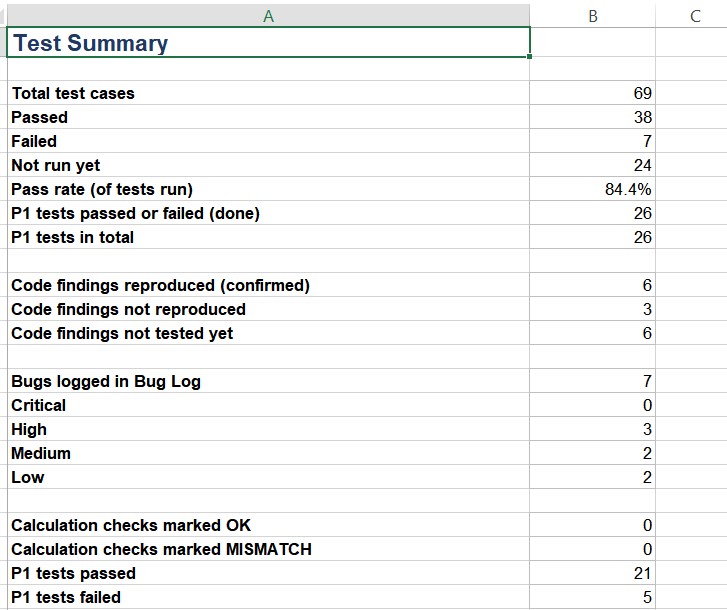 A B C
Test Summary
Total test cases 69
Passed 38
Failed 7
Not run yet 24
Pass rate (of tests run) 84.4%
P1 tests passed or failed (done) 26
P1 tests in total 26
Code findings reproduced (confirmed) 6
Code findings not reproduced 3
Code findings not tested yet 6
Bugs logged in Bug Log 7
Critical 0
High 3
Medium 2
Low 2
Calculation checks marked OK 0
Calculation checks marked MISMATCH 0
P1 tests passed 21
P1 tests failed 5